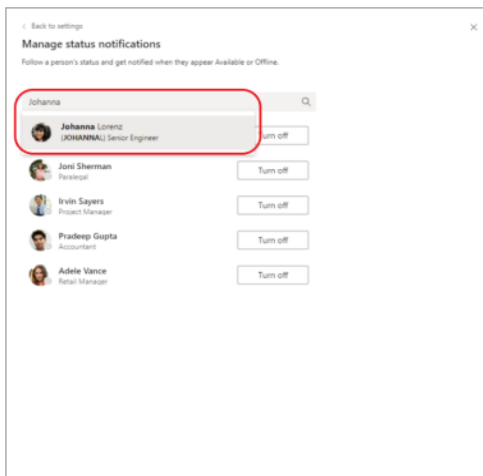 < Back to settings
Manage status notifications
Follow a person's status and get notified when they appear Available or Offline.
Johanna
Johanna Lorenz
(JOHANNAL) Senior Engineer
Turn off
Joni Sherman
Paralegal
Turn off
Irvin Sayers
Project Manager
Turn off
Pradeep Gupta
Accountant
Turn off
Adele Vance
Retail Manager
Turn off